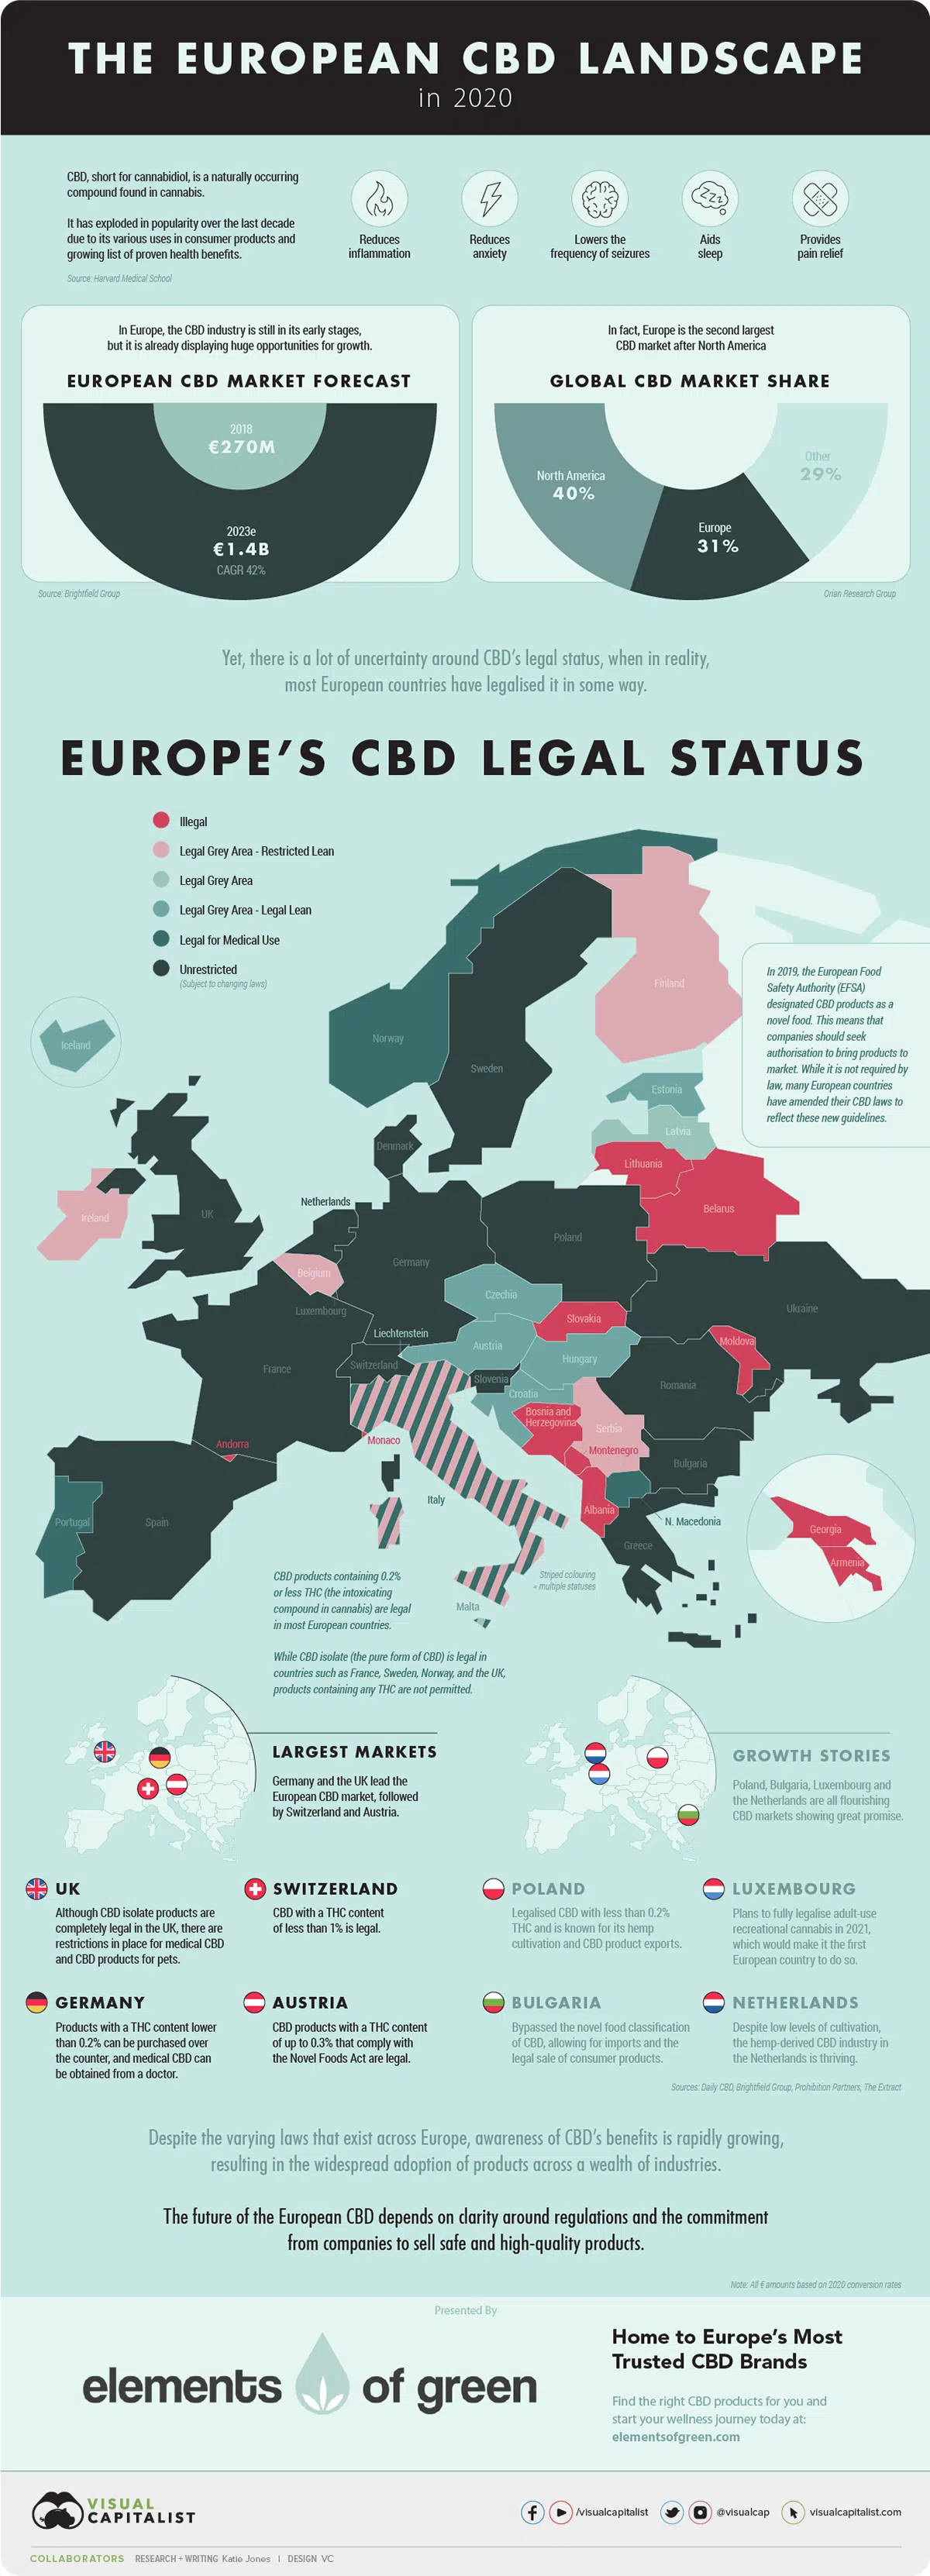 THE EUROPEAN CBD LANDSCAPE
in 2020
CBD, short for cannabidiol, is a naturally occurring
compound found in cannabis.
It has exploded in popularity over the last decade
due to its various uses in consumer products and
growing list of proven health benefits.
Source: Harvard Medical School
Reduces
inflammation
Reduces
anxiety
Lowers the
frequency of seizures
Aids
sleep
Provides
pain relief
In Europe, the CBD industry is still in its early stages,
but it is already displaying huge opportunities for growth.
EUROPEAN CBD MARKET FORECAST
2018
€270M
2023e
€1.4B
CAGR 42%
Source: Brightfield Group
In fact, Europe is the second largest
CBD market after North America
GLOBAL CBD MARKET SHARE
North America
40%
Europe
31%
Other
29%
Orian Research Group
Yet, there is a lot of uncertainty around CBD's legal status, when in reality,
most European countries have legalised it in some way.
EUROPE'S CBD LEGAL STATUS
Illegal
Legal Grey Area - Restricted Lean
Legal Grey Area
Legal Grey Area - Legal Lean
Legal for Medical Use
Unrestricted
(Subject to changing laws)
In 2019, the European Food
Safety Authority (EFSA)
designated CBD products as a
novel food. This means that
companies should seek
authorisation to bring products to
market. While it is not required by
law, many European countries
have amended their CBD laws to
reflect these new guidelines.
Iceland
Finland
Norway
Sweden
Estonia
Latvia
Denmark
Lithuania
Netherlands
Belarus
Ireland
UK
Poland
Germany
Belgium
Czechia
Luxembourg
Ukraine
Slovakia
Liechtenstein
Moldova
Austria
Hungary
Switzerland
France
Slovenia
Romania
Croatia
Bosnia and
Herzegovina
Serbia
Andorra
Monaco
Montenegro
Bulgaria
Italy
Albania
N. Macedonia
Portugal
Spain
Greece
Georgia
Armenia
Malta
Striped colouring
= multiple statuses
CBD products containing 0.2%
or less THC (the intoxicating
compound in cannabis) are legal
in most European countries.
While CBD isolate (the pure form of CBD) is legal in
countries such as France, Sweden, Norway, and the UK,
products containing any THC are not permitted.
LARGEST MARKETS
Germany and the UK lead the
European CBD market, followed
by Switzerland and Austria.
GROWTH STORIES
Poland, Bulgaria, Luxembourg and
the Netherlands are all flourishing
CBD markets showing great promise.
UK
Although CBD isolate products are
completely legal in the UK, there are
restrictions in place for medical CBD
and CBD products for pets.
SWITZERLAND
CBD with a THC content
of less than 1% is legal.
POLAND
Legalised CBD with less than 0.2%
THC and is known for its hemp
cultivation and CBD product exports.
LUXEMBOURG
Plans to fully legalise adult-use
recreational cannabis in 2021,
which would make it the first
European country to do so.
GERMANY
Products with a THC content lower
than 0.2% can be purchased over
the counter, and medical CBD can
be obtained from a doctor.
AUSTRIA
CBD products with a THC content
of up to 0.3% that comply with
the Novel Foods Act are legal.
BULGARIA
Bypassed the novel food classification
of CBD, allowing for imports and the
legal sale of consumer products.
NETHERLANDS
Despite low levels of cultivation,
the hemp-derived CBD industry in
the Netherlands is thriving.
Sources: Daily CBD, Brightfield Group, Prohibition Partners, The Extract
Despite the varying laws that exist across Europe, awareness of CBD's benefits is rapidly growing,
resulting in the widespread adoption of products across a wealth of industries.
The future of the European CBD depends on clarity around regulations and the commitment
from companies to sell safe and high-quality products.
Note: All € amounts based on 2020 conversion rates
Presented By
elements of green
Home to Europe's Most
Trusted CBD Brands
Find the right CBD products for you and
start your wellness journey today at:
elementsofgreen.com
VISUAL
CAPITALIST
/visualcapitalist
@visualcap
visualcapitalist.com
COLLABORATORS RESEARCH + WRITING Katie Jones | DESIGN VC